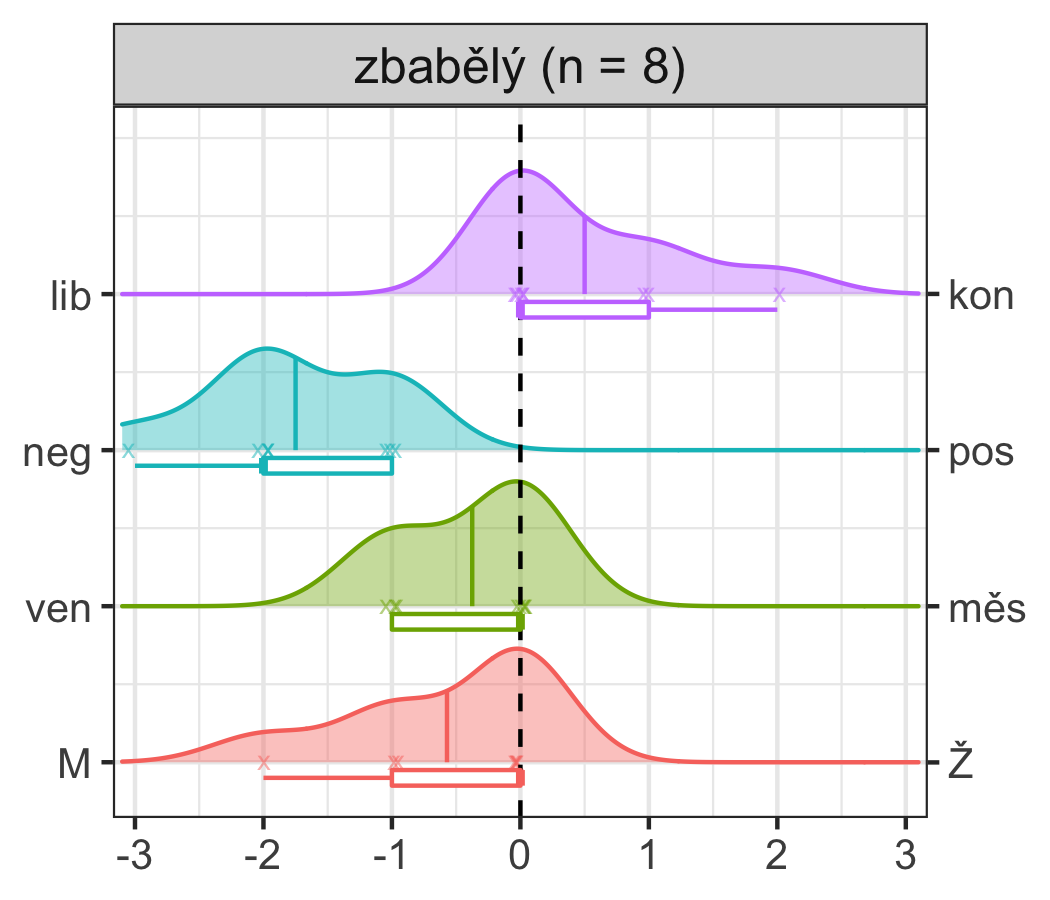 zbabělý (n = 8)
lib kon
neg pos
ven měs
M Ž
-3 -2 -1 0 1 2 3